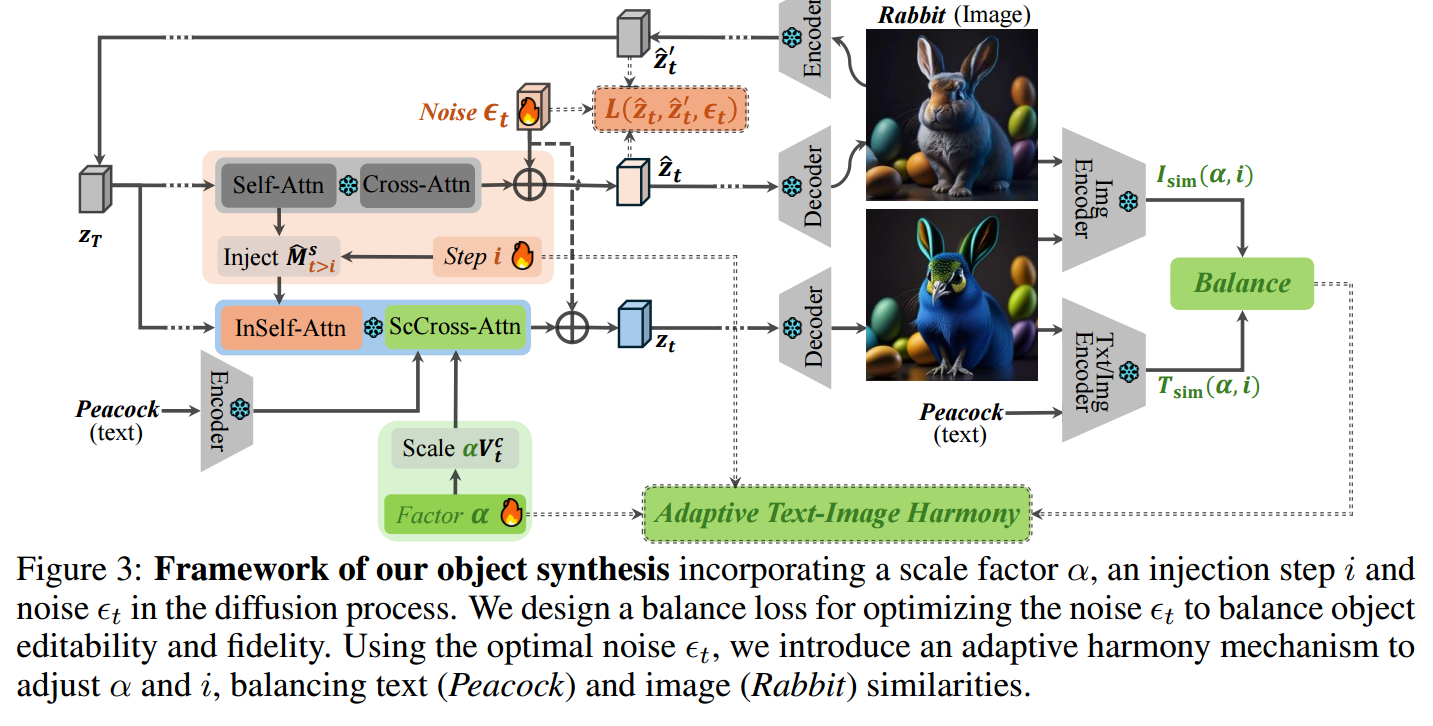 Rabbit (Image)
Encoder
ẑ′ₜ
Noise ϵₜ
L(ẑₜ, ẑ′ₜ, ϵₜ)
Self-Attn
Cross-Attn
ẑₜ
Decoder
z_T
Inject M̂ˢₜ>ᵢ
Step i
InSelf-Attn
ScCross-Attn
zₜ
Decoder
Img
Encoder
Iₛᵢₘ(α, i)
Balance
Txt/Img
Encoder
Tₛᵢₘ(α, i)
Peacock
(text)
Encoder
Peacock
(text)
Scale αVᶜₜ
Factor α
Adaptive Text-Image Harmony
Figure 3: Framework of our object synthesis incorporating a scale factor α, an injection step i and
noise ϵₜ in the diffusion process. We design a balance loss for optimizing the noise ϵₜ to balance object
editability and fidelity. Using the optimal noise ϵₜ, we introduce an adaptive harmony mechanism to
adjust α and i, balancing text (Peacock) and image (Rabbit) similarities.